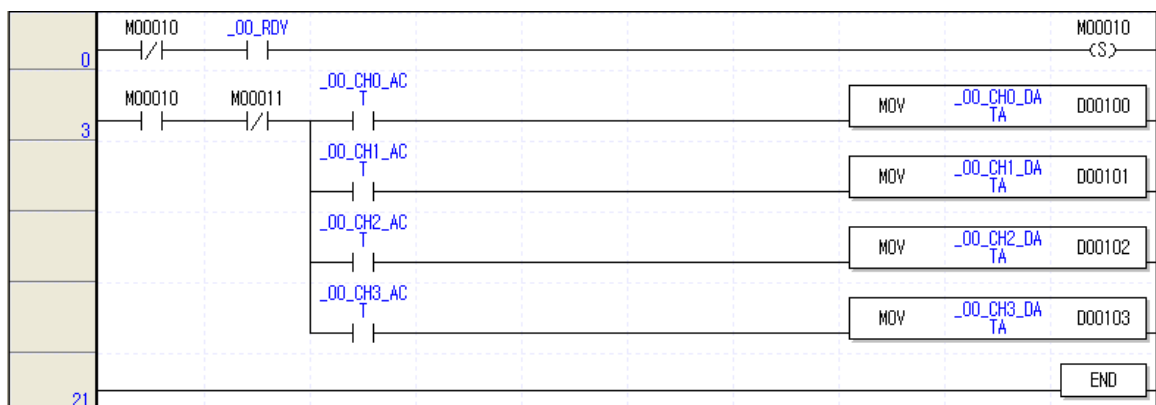 M00010 _00_RDY M00010
0 (S)
M00010 M00011 _00_CH0_AC
T MOV _00_CH0_DA
TA D00100
3
_00_CH1_AC
T MOV _00_CH1_DA
TA D00101
_00_CH2_AC
T MOV _00_CH2_DA
TA D00102
_00_CH3_AC
T MOV _00_CH3_DA
TA D00103
END
21